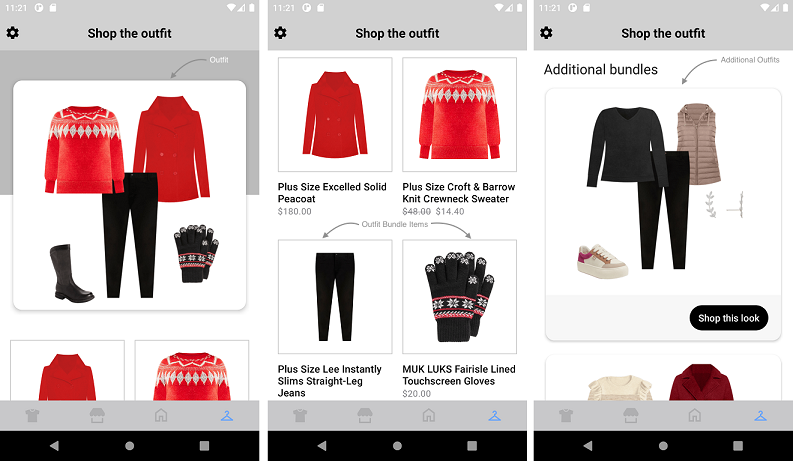 11:21
Shop the outfit
Outfit
11:21
Shop the outfit
Plus Size Excelled Solid
Peacoat
$180.00
Plus Size Croft & Barrow
Knit Crewneck Sweater
$48.00 $14.40
Outfit Bundle Items
Plus Size Lee Instantly
Slims Straight-Leg
Jeans
MUK LUKS Fairisle Lined
Touchscreen Gloves
$20.00
11:21
Shop the outfit
Additional Outfits
Additional bundles
Shop this look